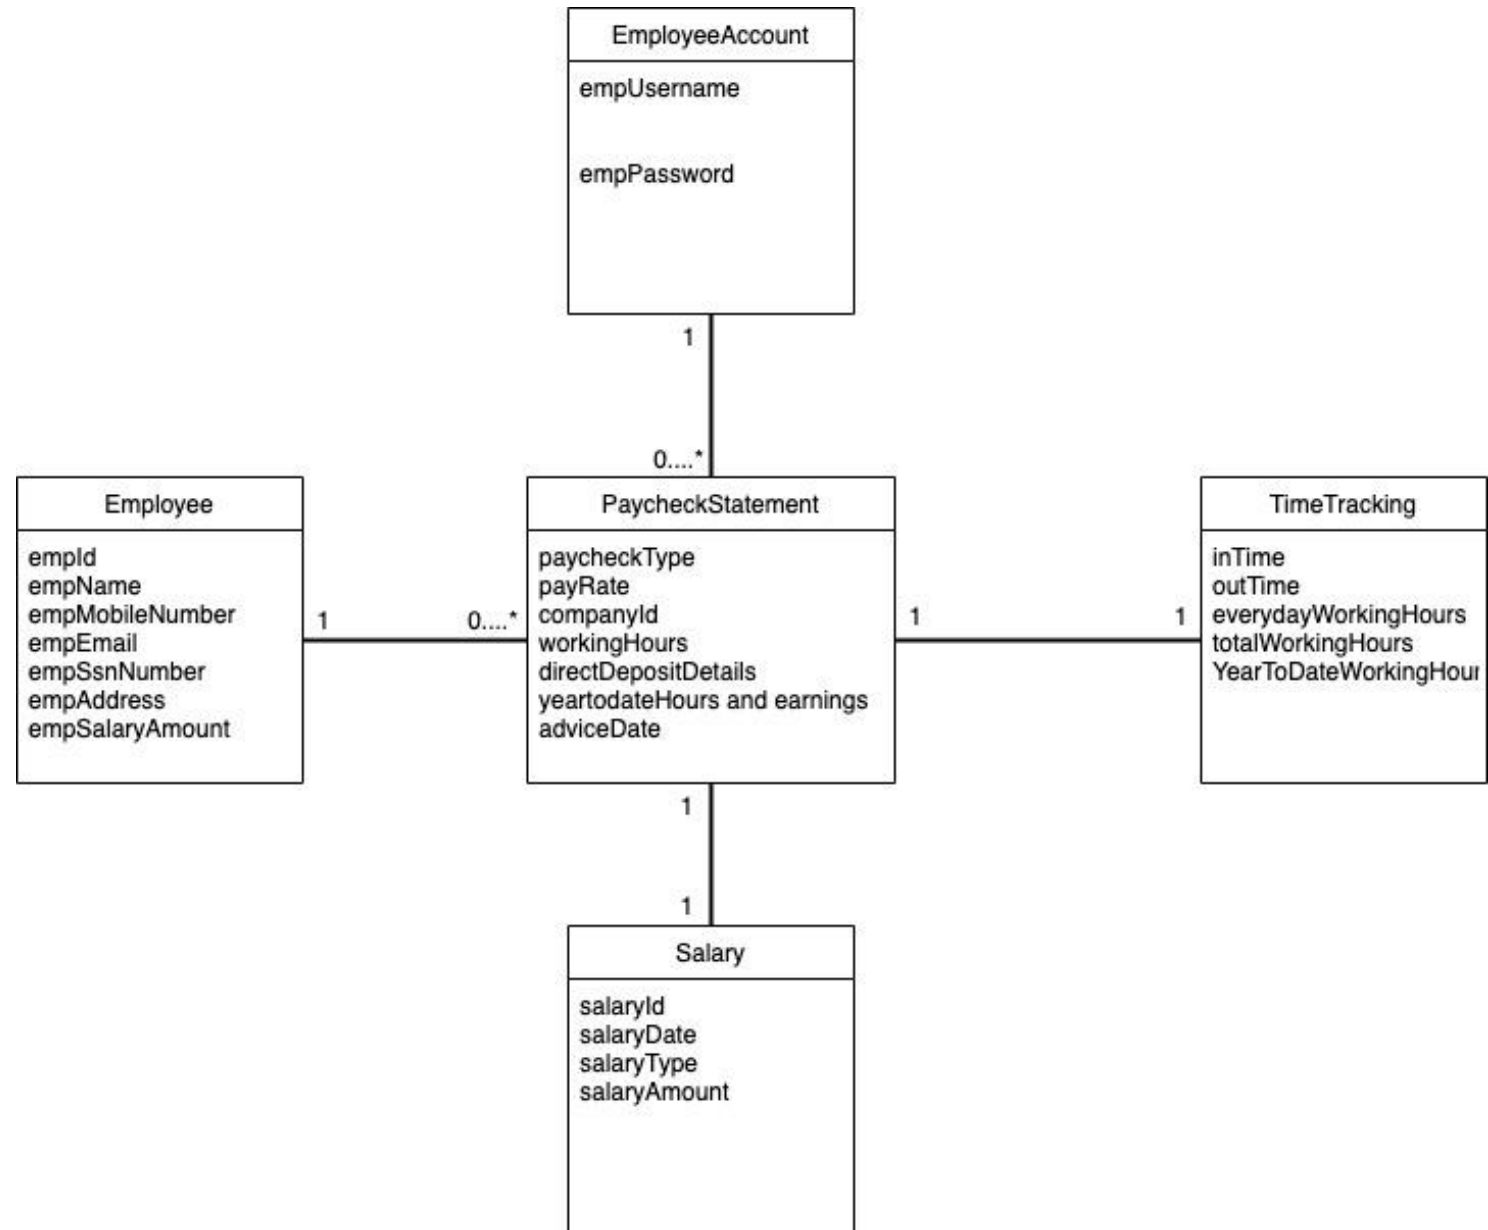 EmployeeAccount
empUsername
empPassword
1
0....*
Employee
empId
empName
empMobileNumber
empEmail
empSsnNumber
empAddress
empSalaryAmount
1
0....*
PaycheckStatement
paycheckType
payRate
companyId
workingHours
directDepositDetails
yeartodateHours and earnings
adviceDate
1
1
TimeTracking
inTime
outTime
everydayWorkingHours
totalWorkingHours
YearToDateWorkingHour
1
1
Salary
salaryId
salaryDate
salaryType
salaryAmount